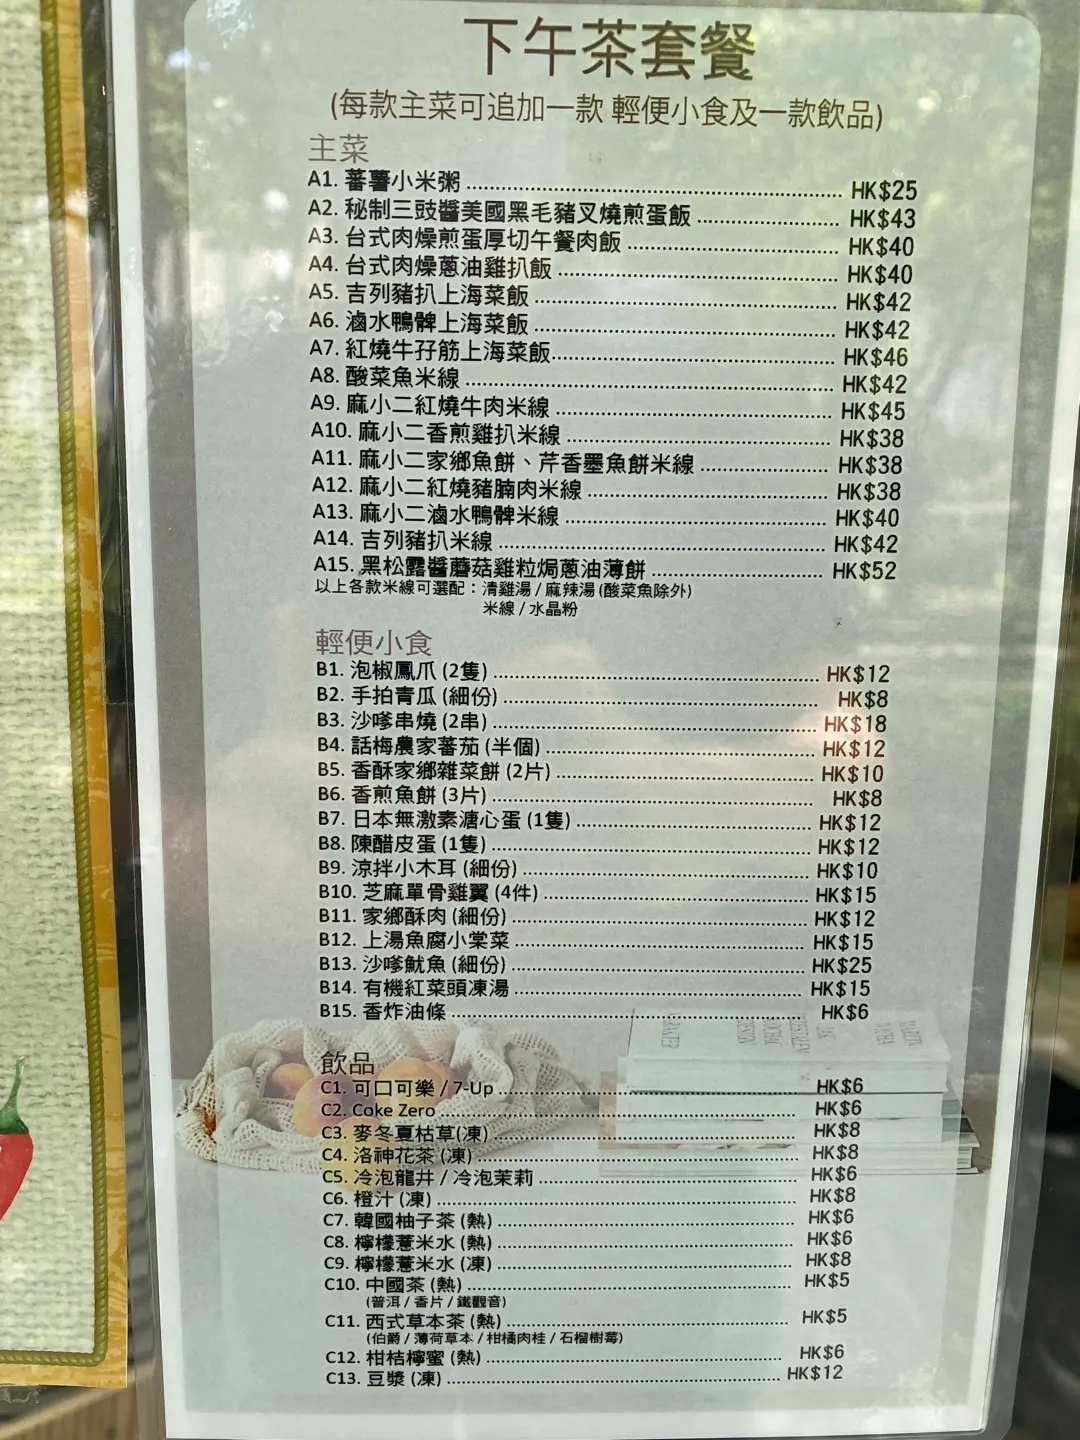 下午茶套餐
(每款主菜可追加一款 輕便小食及一款飲品)
主菜
A1. 蕃薯小米粥 HK$25
A2. 秘制三豉醬美國黑毛豬叉燒煎蛋飯 HK$43
A3. 台式肉燥煎蛋厚切午餐肉飯 HK$40
A4. 台式肉燥蔥油雞扒飯 HK$40
A5. 吉列豬扒上海菜飯 HK$42
A6. 滷水鴨髀上海菜飯 HK$42
A7. 紅燒牛孖筋上海菜飯 HK$46
A8. 酸菜魚米線 HK$42
A9. 麻小二紅燒牛肉米線 HK$45
A10. 麻小二香煎雞扒米線 HK$38
A11. 麻小二家鄉魚餅、芹香墨魚餅米線 HK$38
A12. 麻小二紅燒豬腩肉米線 HK$38
A13. 麻小二滷水鴨髀米線 HK$40
A14. 吉列豬扒米線 HK$42
A15. 黑松露醬蘑菇雞粒焗蔥油薄餅 HK$52
以上各款米線可選配：清雞湯 / 麻辣湯 (酸菜魚除外)
米線 / 水晶粉
輕便小食
B1. 泡椒鳳爪 (2隻) HK$12
B2. 手拍青瓜 (細份) HK$8
B3. 沙嗲串燒 (2串) HK$18
B4. 話梅農家蕃茄 (半個) HK$12
B5. 香酥家鄉雜菜餅 (2片) HK$10
B6. 香煎魚餅 (3片) HK$8
B7. 日本無激素溏心蛋 (1隻) HK$12
B8. 陳醋皮蛋 (1隻) HK$12
B9. 涼拌小木耳 (細份) HK$10
B10. 芝麻單骨雞翼 (4件) HK$15
B11. 家鄉酥肉 (細份) HK$12
B12. 上湯魚腐小棠菜 HK$15
B13. 沙嗲魷魚 (細份) HK$25
B14. 有機紅菜頭凍湯 HK$15
B15. 香炸油條 HK$6
飲品
C1. 可口可樂 / 7-Up HK$6
C2. Coke Zero HK$6
C3. 麥冬夏枯草(凍) HK$8
C4. 洛神花茶 (凍) HK$8
C5. 冷泡龍井 / 冷泡茉莉 HK$6
C6. 橙汁 (凍) HK$8
C7. 韓國柚子茶 (熱) HK$6
C8. 檸檬薏米水 (熱) HK$6
C9. 檸檬薏米水 (凍) HK$8
C10. 中國茶 (熱) HK$5
(普洱 / 香片 / 鐵觀音)
C11. 西式草本茶 (熱) HK$5
(伯爵 / 薄荷草本 / 柑橘肉桂 / 石榴樹莓)
C12. 柑桔檸蜜 (熱) HK$6
C13. 豆漿 (凍) HK$12